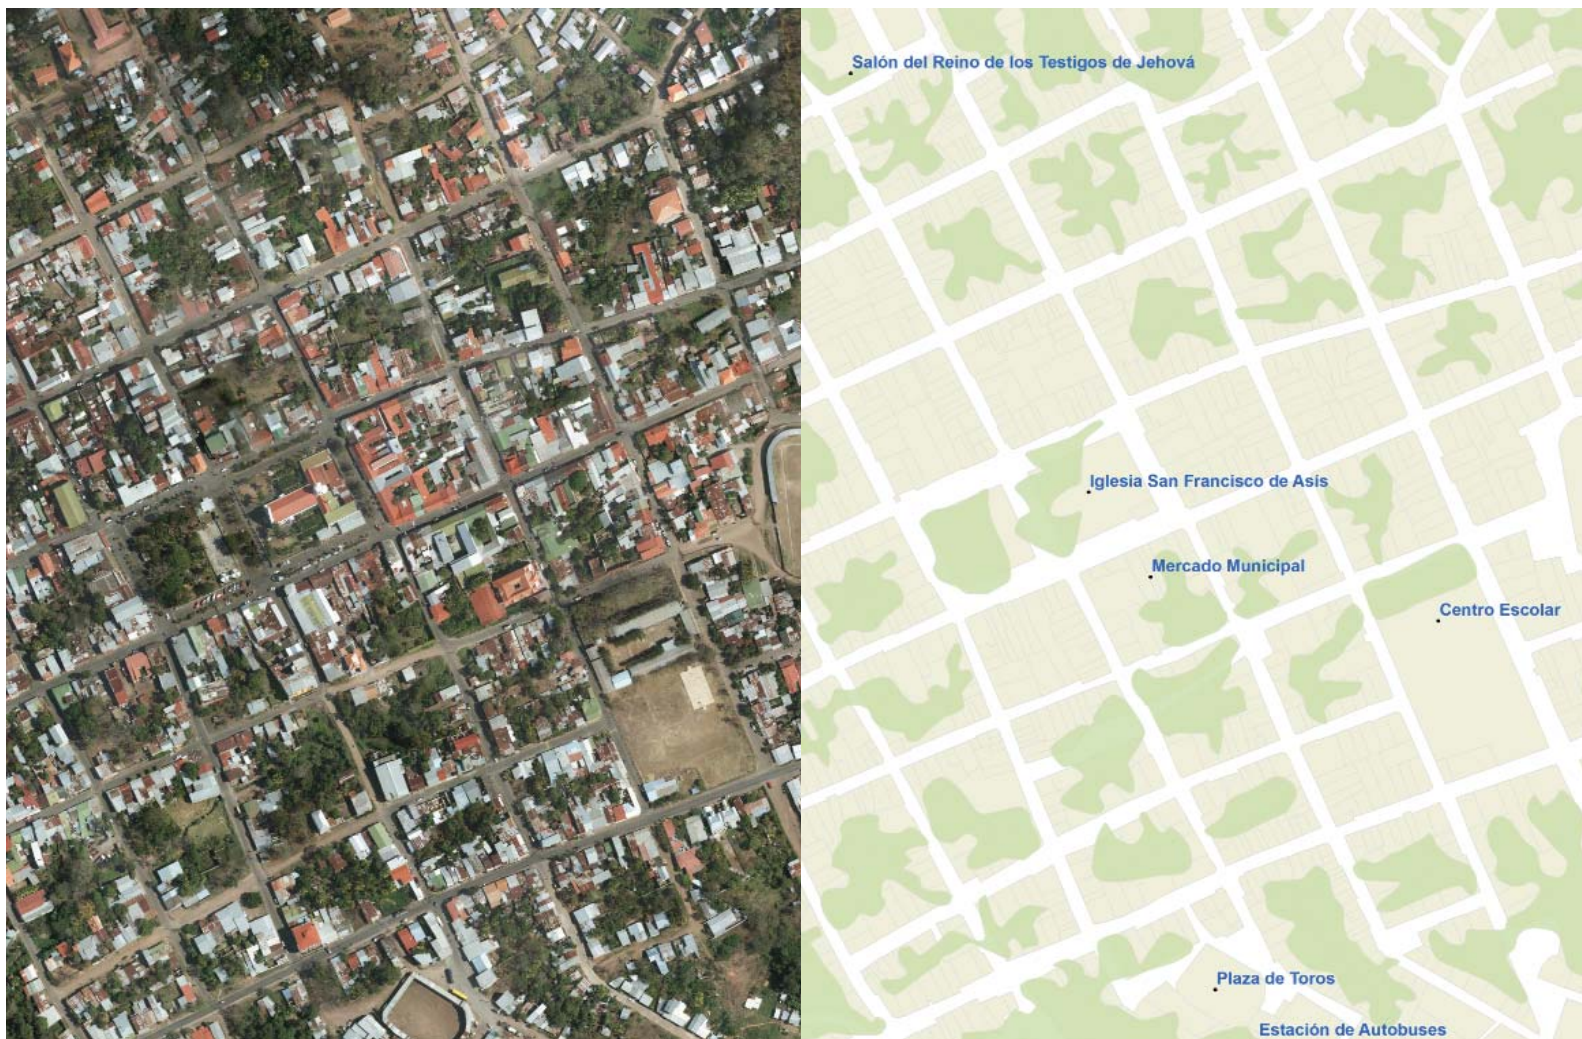 Salón del Reino de los Testigos de Jehová
Iglesia San Francisco de Asís
Mercado Municipal
Centro Escolar
Plaza de Toros
Estación de Autobuses